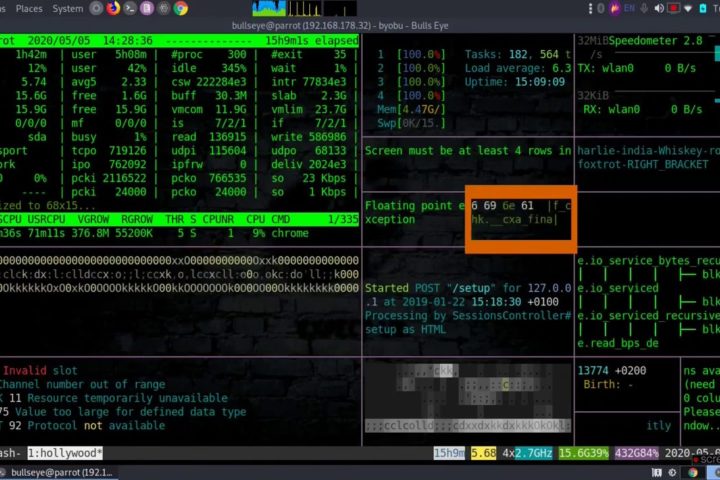 Places System
EN
bullseye@parrot (192.168.178.32) - byobu - Bulls Eye
rot 2020/05/05 14:28:36 -------------- 15h9m1s elapsed
1h42m | user 5h08m | #proc 300 | #exit 35
12% | user 42% | idle 345% | wait 1%
5.74 | avg5 2.33 | csw 222284e3 | intr 77834e3
15.6G | free 1.6G | buff 30.3M | slab 2.3G
15.9G | free 15.9G | vmcom 11.9G | vmlim 23.7G
0/0 | mf 0/0 | is 7/2/1 | if 7/2/1
sda | busy 1% | read 136915 | write 586986
sport | tcpo 719126 | udpi 115604 | udpo 68133
ork | ipo 762092 | ipfrw 0 | deliv 2024e3
0% | pcki 2116522 | pcko 766535 | so 23 Kbps
---- | pcki 24000 | pcko 24000 | so 1 Kbps
ized to 68x15...
SCPU USRCPU VGROW RGROW THR S CPUNR CPU CMD 1/335
m36s 71m11s 376.8M 55200K 5 S 1 9% chrome
1 [100.0%] Tasks: 182, 564 t
2 [100.0%] Load average: 6.3
3 [100.0%] Uptime: 15:09:09
4 [100.0%]
Mem[4.47G/]
Swp[0K/15.]
32MiBSpeedometer 2.8
/s
TX: wlan0 0 B/s
32KiB
RX: wlan0 0 B/s
Screen must be at least 4 rows in
harlie-india-Whiskey-ro
foxtrot-RIGHT_BRACKET
Floating point e 6 69 6e 61 |f_c
xception hk.__cxa_fina|
Started POST "/setup" for 127.0.0
.1 at 2019-01-22 15:18:30 +0100
Processing by SessionsController#
setup as HTML
e.io_service_bytes_recu
blk
e.io_serviced
blk
e.io_serviced_recursive
blk
e.read_bps_de
Invalid slot
Channel number out of range
K 11 Resource temporarily unavailable
75 Value too large for defined data type
T 92 Protocol not available
13774 +0200
Birth: -
itly
ns ava
(need
0 colu
Please
ndow..
ash- 1:hollywood*
15h9m 5.68 4x2.7GHz 15.6G39% 432G84% 2020-05-0
bullseye@parrot (192.1...